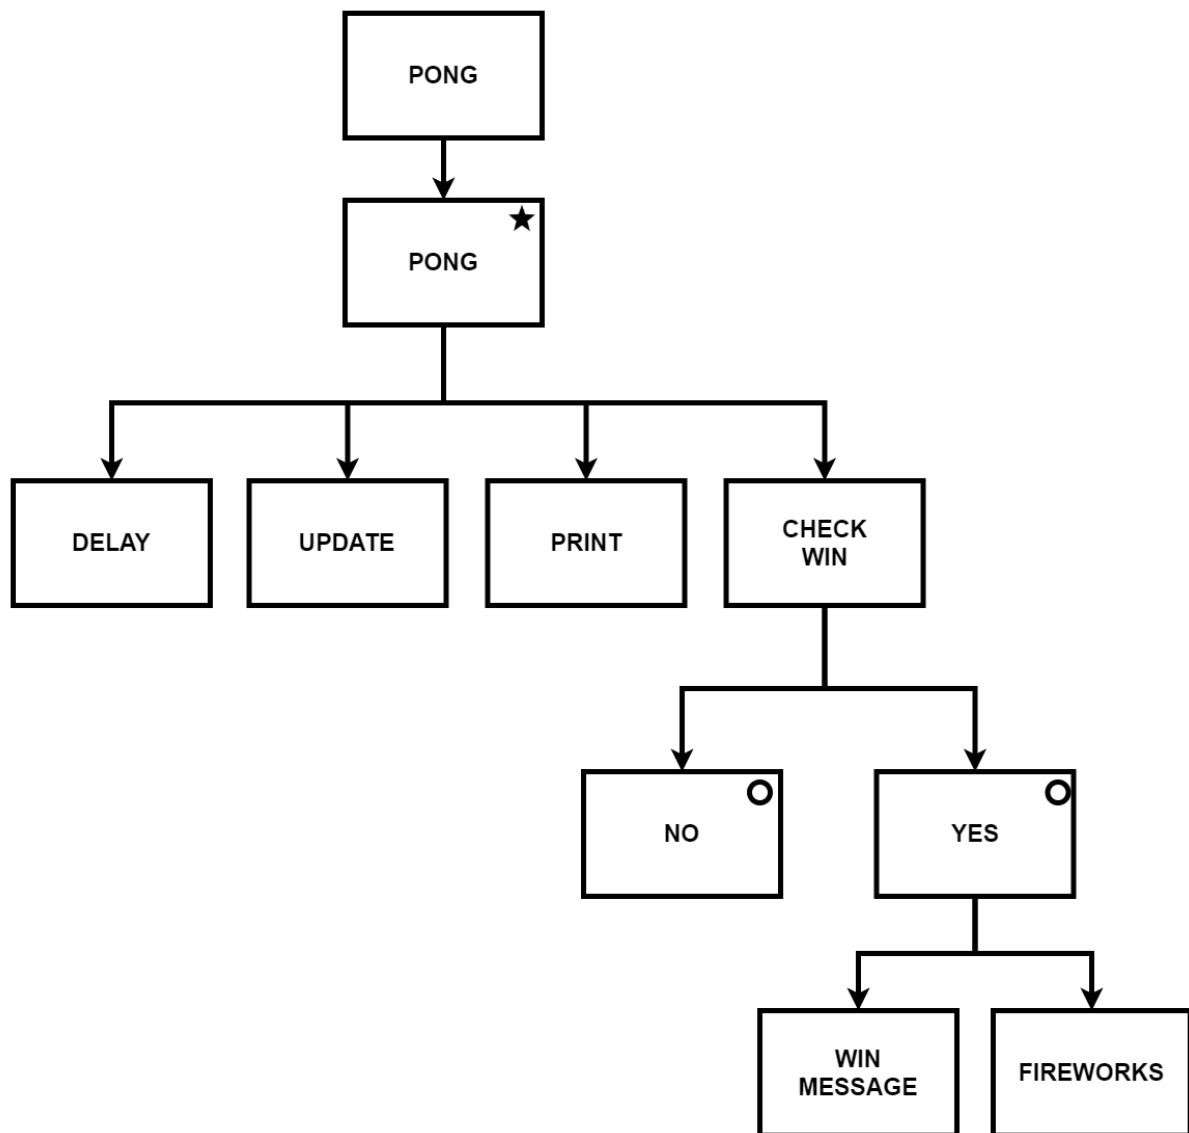 PONG
PONG
DELAY
UPDATE
PRINT
CHECK
WIN
NO
YES
WIN
MESSAGE
FIREWORKS